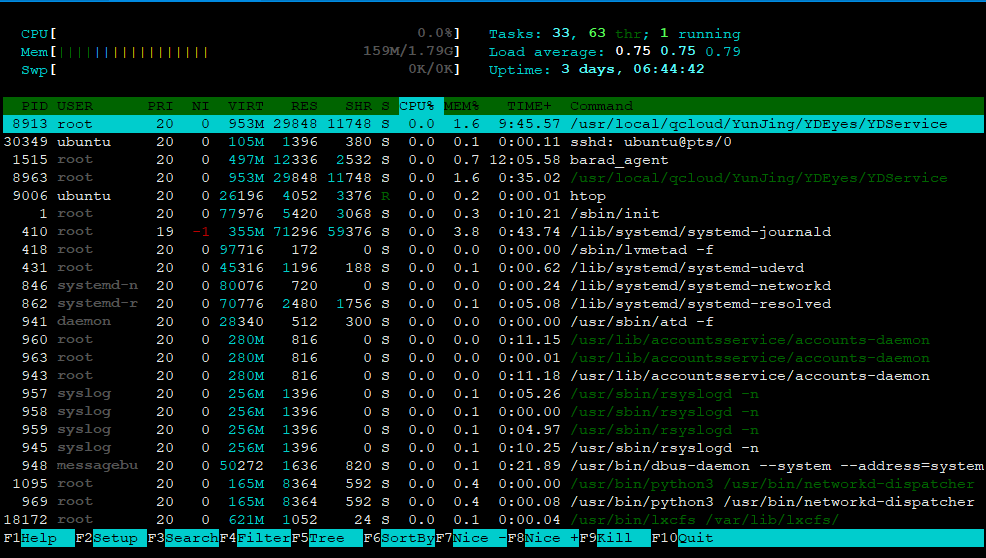 CPU[ 0.0%] Tasks: 33, 63 thr; 1 running
Mem[||||||||||||||||||| 159M/1.79G] Load average: 0.75 0.75 0.79
Swp[ 0K/0K] Uptime: 3 days, 06:44:42
PID USER PRI NI VIRT RES SHR S CPU% MEM% TIME+ Command
8913 root 20 0 953M 29848 11748 S 0.0 1.6 9:45.57 /usr/local/qcloud/YunJing/YDEyes/YDService
30349 ubuntu 20 0 105M 1396 380 S 0.0 0.1 0:00.11 sshd: ubuntu@pts/0
1515 root 20 0 497M 12336 2532 S 0.0 0.7 12:05.58 barad_agent
8963 root 20 0 953M 29848 11748 S 0.0 1.6 0:35.02 /usr/local/qcloud/YunJing/YDEyes/YDService
9006 ubuntu 20 0 26196 4052 3376 R 0.0 0.2 0:00.01 htop
1 root 20 0 77976 5420 3068 S 0.0 0.3 0:10.21 /sbin/init
410 root 19 -1 355M 71296 59376 S 0.0 3.8 0:43.74 /lib/systemd/systemd-journald
418 root 20 0 97716 172 0 S 0.0 0.0 0:00.00 /sbin/lvmetad -f
431 root 20 0 45316 1196 188 S 0.0 0.1 0:00.62 /lib/systemd/systemd-udevd
846 systemd-n 20 0 80076 720 0 S 0.0 0.0 0:00.24 /lib/systemd/systemd-networkd
862 systemd-r 20 0 70776 2480 1756 S 0.0 0.1 0:05.08 /lib/systemd/systemd-resolved
941 daemon 20 0 28340 512 300 S 0.0 0.0 0:00.00 /usr/sbin/atd -f
960 root 20 0 280M 816 0 S 0.0 0.0 0:11.15 /usr/lib/accountsservice/accounts-daemon
963 root 20 0 280M 816 0 S 0.0 0.0 0:00.01 /usr/lib/accountsservice/accounts-daemon
943 root 20 0 280M 816 0 S 0.0 0.0 0:11.18 /usr/lib/accountsservice/accounts-daemon
957 syslog 20 0 256M 1396 0 S 0.0 0.1 0:05.26 /usr/sbin/rsyslogd -n
958 syslog 20 0 256M 1396 0 S 0.0 0.1 0:00.00 /usr/sbin/rsyslogd -n
959 syslog 20 0 256M 1396 0 S 0.0 0.1 0:04.97 /usr/sbin/rsyslogd -n
945 syslog 20 0 256M 1396 0 S 0.0 0.1 0:10.25 /usr/sbin/rsyslogd -n
948 messagebu 20 0 50272 1636 820 S 0.0 0.1 0:21.89 /usr/bin/dbus-daemon --system --address=system
1095 root 20 0 165M 8364 592 S 0.0 0.4 0:00.00 /usr/bin/python3 /usr/bin/networkd-dispatcher
969 root 20 0 165M 8364 592 S 0.0 0.4 0:00.08 /usr/bin/python3 /usr/bin/networkd-dispatcher
18172 root 20 0 621M 1052 24 S 0.0 0.1 0:00.04 /usr/bin/lxcfs /var/lib/lxcfs/
F1Help F2Setup F3SearchF4FilterF5Tree F6SortByF7Nice -F8Nice +F9Kill F10Quit